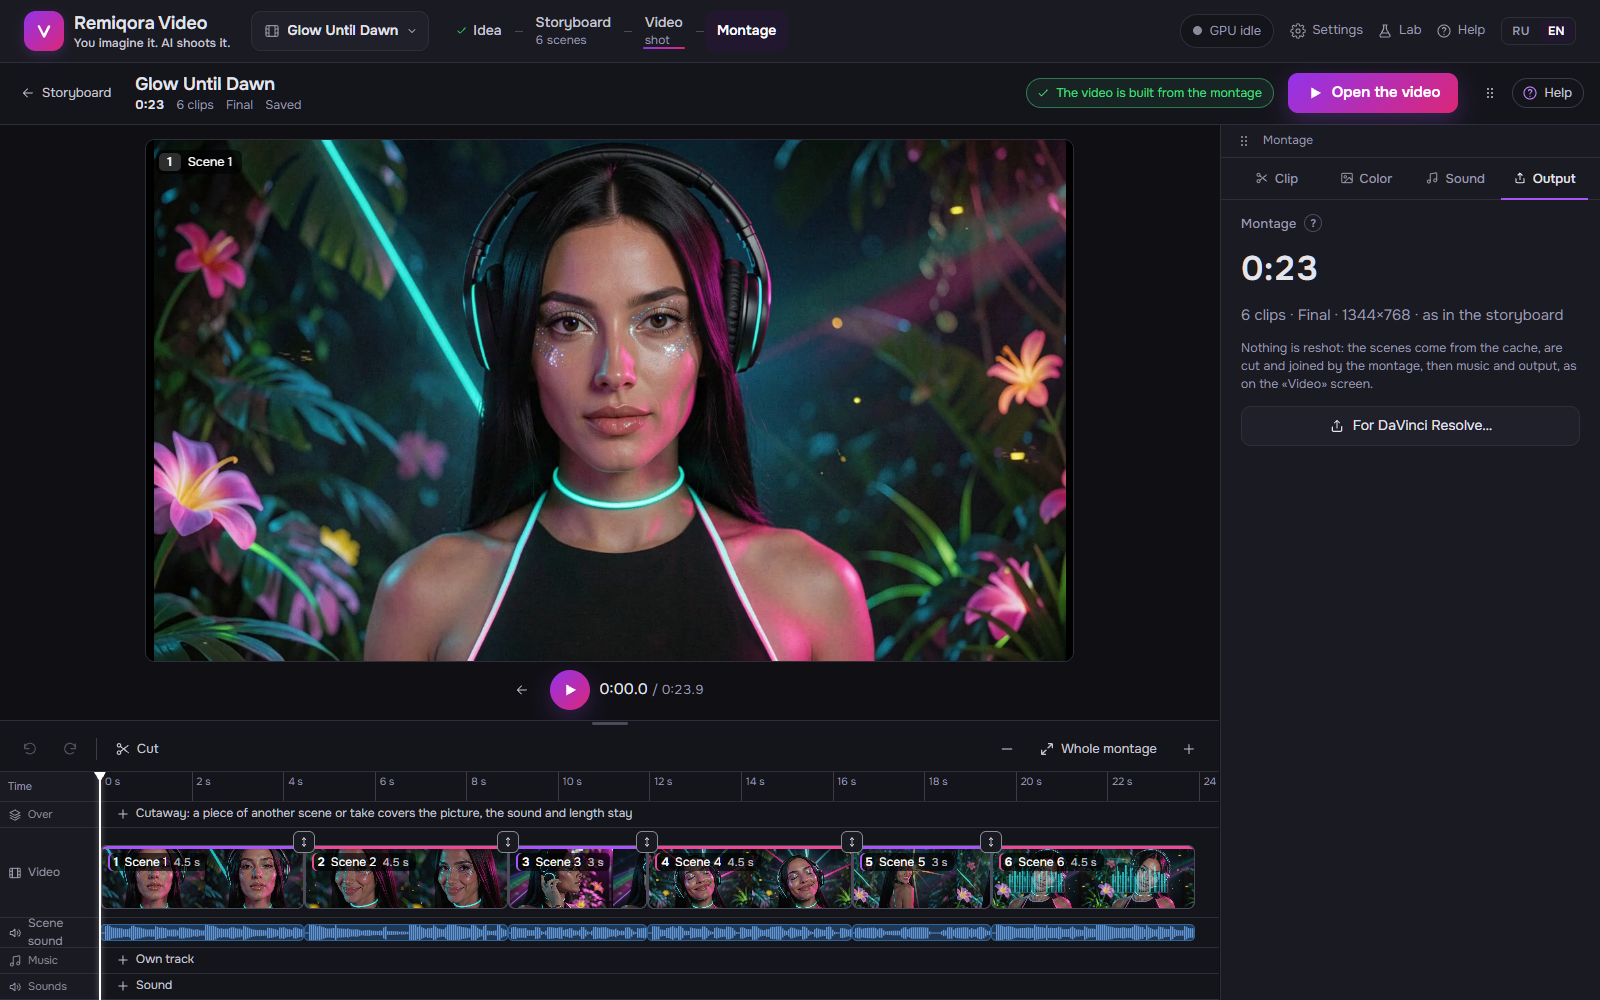 Remiqora Video
You imagine it. AI shoots it.
Glow Until Dawn
Idea
Storyboard
6 scenes
Video
shot
Montage
GPU idle
Settings
Lab
Help
RU
EN
Storyboard
Glow Until Dawn
0:23 6 clips Final Saved
The video is built from the montage
Open the video
Help
1 Scene 1
Montage
Clip
Color
Sound
Output
Montage ?
0:23
6 clips · Final · 1344×768 · as in the storyboard
Nothing is reshot: the scenes come from the cache, are
cut and joined by the montage, then music and output, as
on the «Video» screen.
For DaVinci Resolve...
0:00.0 / 0:23.9
Cut
Whole montage
Time
0 s 2 s 4 s 6 s 8 s 10 s 12 s 14 s 16 s 18 s 20 s 22 s 24
Over
Cutaway: a piece of another scene or take covers the picture, the sound and length stay
Video
1 Scene 1 4.5 s
2 Scene 2 4.5 s
3 Scene 3 3 s
4 Scene 4 4.5 s
5 Scene 5 3 s
6 Scene 6 4.5 s
Scene
sound
Music
Own track
Sounds
Sound